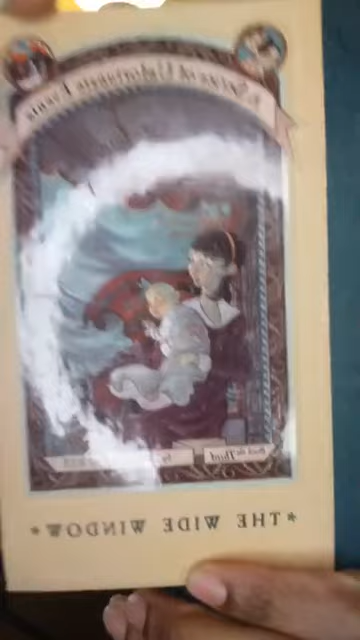 A Series of Unfortunate Events
Book the Third
by
* THE WIDE WINDOW *